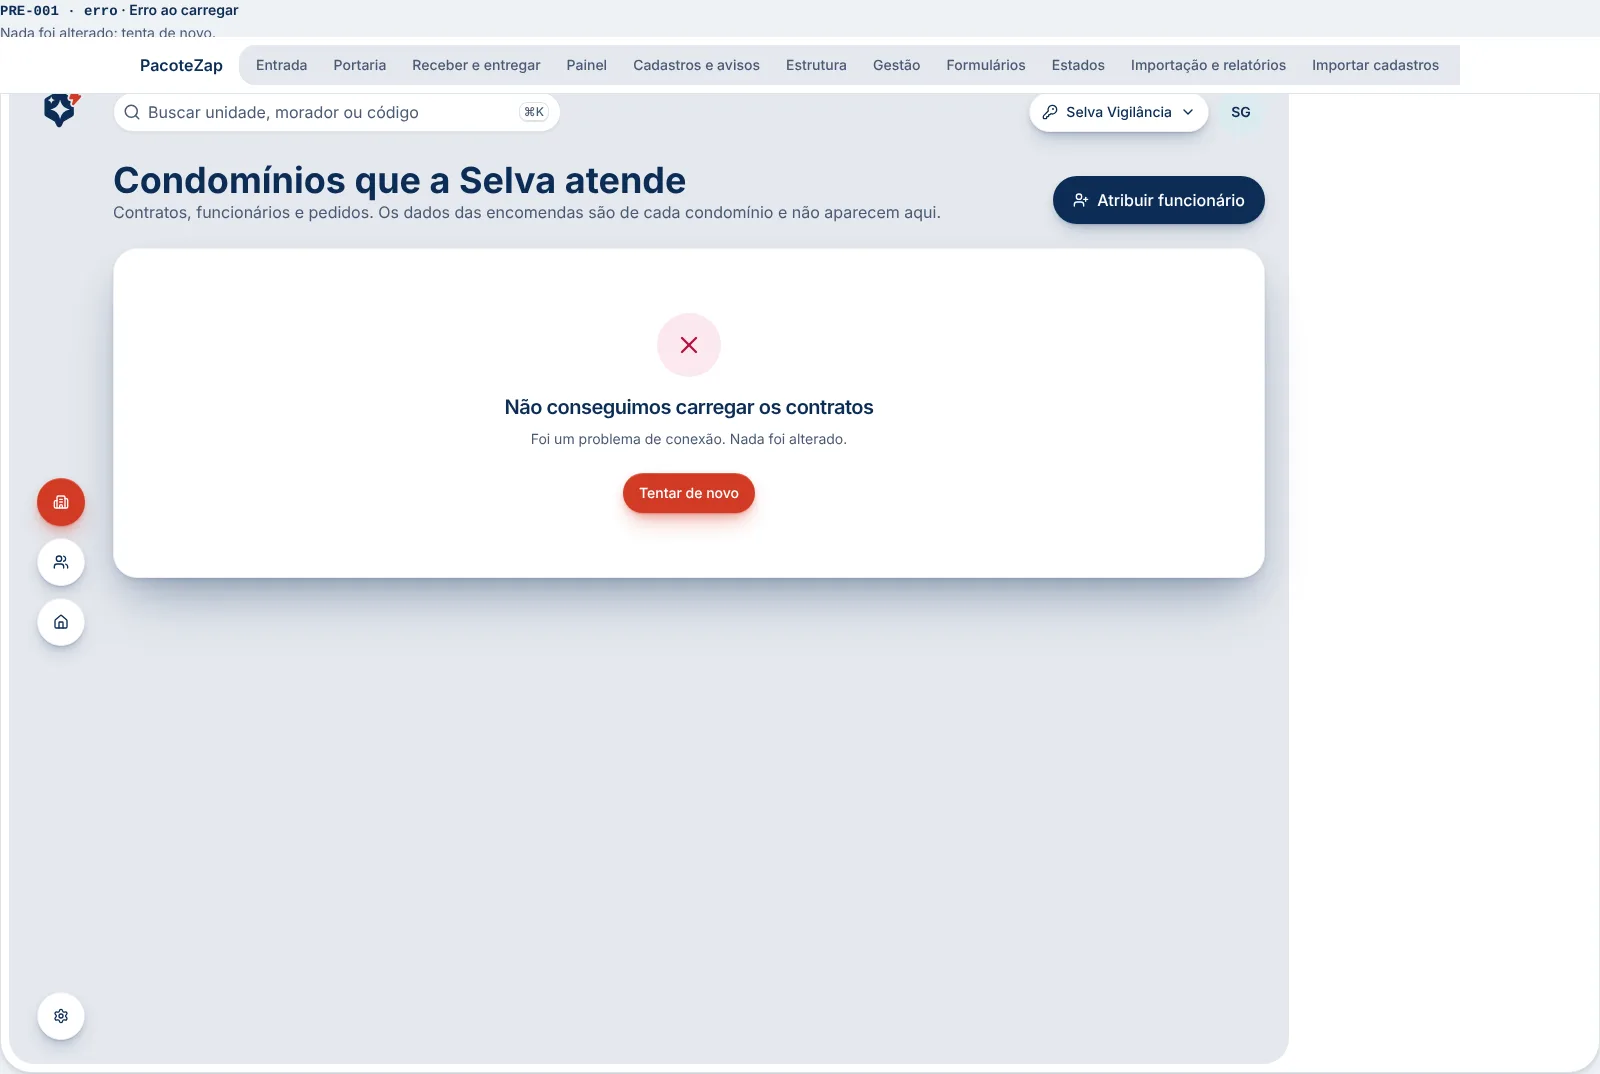 PRE-001 · erro · Erro ao carregar
Nada foi alterado: tenta de novo.
PacoteZap
Entrada
Portaria
Receber e entregar
Painel
Cadastros e avisos
Estrutura
Gestão
Formulários
Estados
Importação e relatórios
Importar cadastros
Buscar unidade, morador ou código
⌘K
Selva Vigilância
SG
Condomínios que a Selva atende
Contratos, funcionários e pedidos. Os dados das encomendas são de cada condomínio e não aparecem aqui.
Atribuir funcionário
Não conseguimos carregar os contratos
Foi um problema de conexão. Nada foi alterado.
Tentar de novo